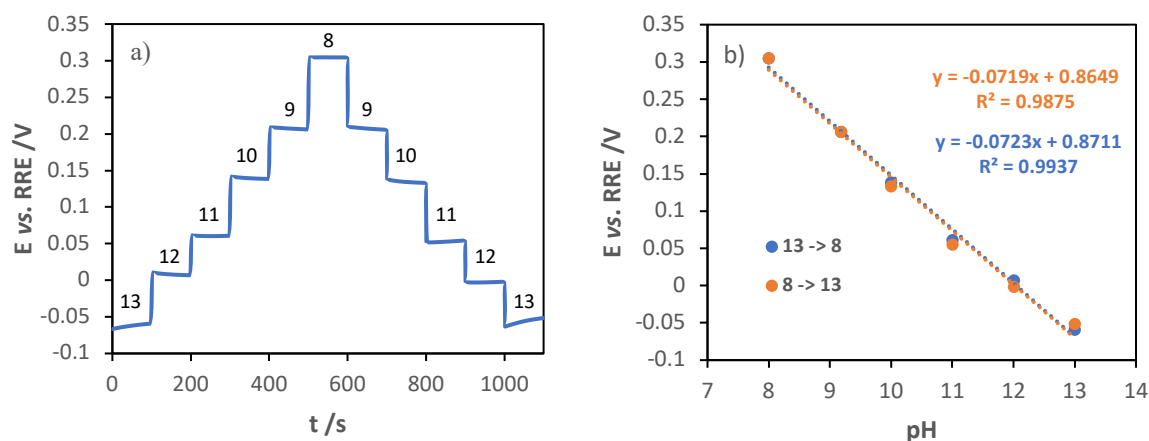 a)
0.35
0.3
0.25
0.2
0.15
0.1
0.05
0
-0.05
-0.1
E vs. RRE /V
13
12
11
10
9
8
9
10
11
12
13
0 200 400 600 800 1000
t /s
b)
0.35
0.3
0.25
0.2
0.15
0.1
0.05
0
-0.05
-0.1
E vs. RRE /V
y = -0.0719x + 0.8649
R² = 0.9875
y = -0.0723x + 0.8711
R² = 0.9937
13 -> 8
8 -> 13
7 8 9 10 11 12 13 14
pH